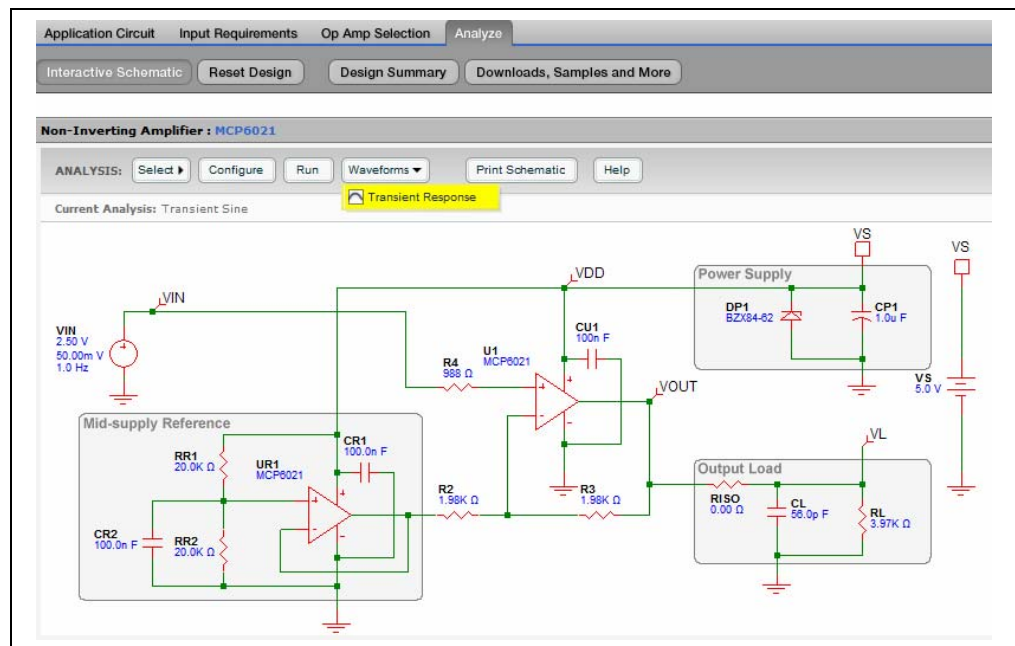 Application Circuit Input Requirements Op Amp Selection Analyze
Interactive Schematic Reset Design Design Summary Downloads, Samples and More
Non-Inverting Amplifier : MCP6021
ANALYSIS: Select Configure Run Waveforms Print Schematic Help
Transient Response
Current Analysis: Transient Sine
VS
VS
VDD
Power Supply
VIN
DP1
BZX84-62
CP1
1.0u F
VIN
2.50 V
50.00m V
1.0 Hz
CU1
100n F
U1
MCP6021
R4
988 Ω
VS
5.0 V
VOUT
Mid-supply Reference
VL
RR1
20.0K Ω
CR1
100.0n F
UR1
MCP6021
Output Load
R2
1.98K Ω
R3
1.98K Ω
RISO
0.00 Ω
CL
56.0p F
RL
3.97K Ω
CR2
100.0n F
RR2
20.0K Ω